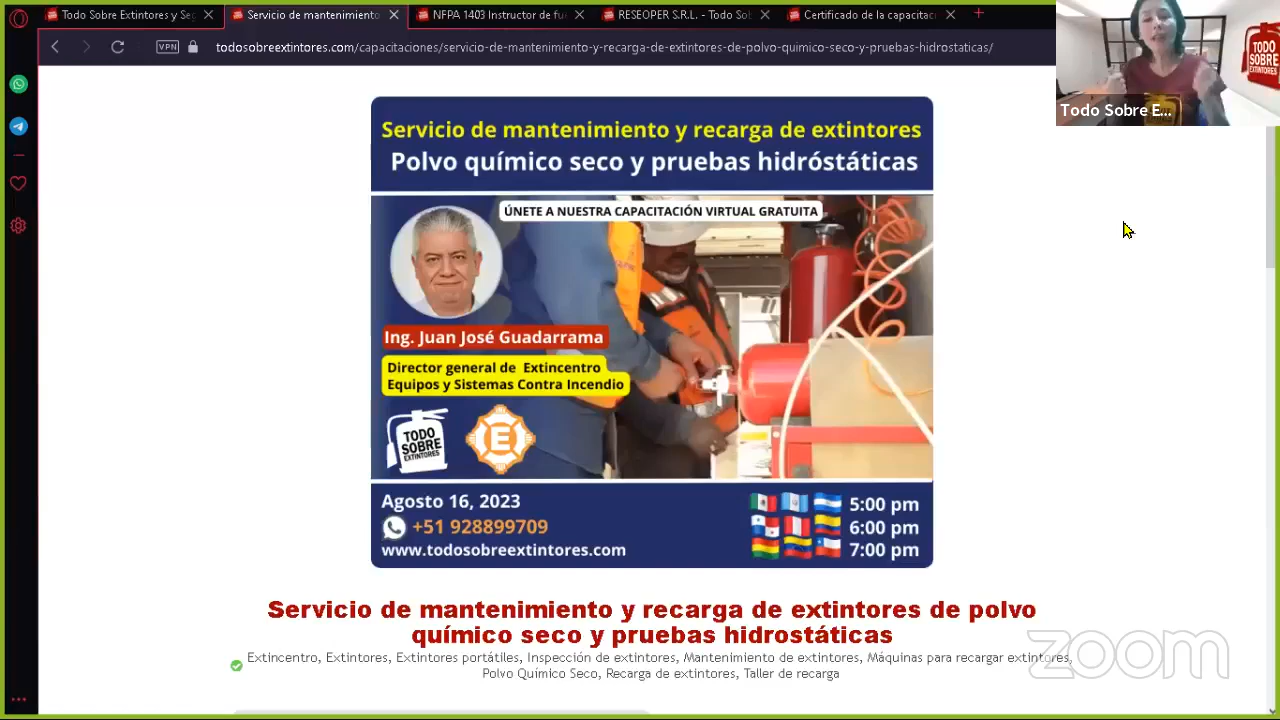 Todo Sobre Extintores y Seg
Servicio de mantenimiento
NFPA 1403 Instructor de fu
RESEOPER S.R.L. - Todo So
Certificado de la capacitac
VPN
todosobreextintores.com/capacitaciones/servicio-de-mantenimiento-y-recarga-de-extintores-de-polvo-quimico-seco-y-pruebas-hidrostaticas/
TODO
SOBRE
EXTINTORES
Todo Sobre E...
Servicio de mantenimiento y recarga de extintores
Polvo químico seco y pruebas hidróstáticas
ÚNETE A NUESTRA CAPACITACIÓN VIRTUAL GRATUITA
Ing. Juan José Guadarrama
Director general de Extincentro
Equipos y Sistemas Contra Incendio
TODO
SOBRE
EXTINTORES
E
Agosto 16, 2023
+51 928899709
www.todosobreextintores.com
5:00 pm
6:00 pm
7:00 pm
Servicio de mantenimiento y recarga de extintores de polvo
químico seco y pruebas hidrostáticas
Extincentro, Extintores, Extintores portátiles, Inspección de extintores, Mantenimiento de extintores, Máquinas para recargar extintores,
Polvo Químico Seco, Recarga de extintores, Taller de recarga
zoom